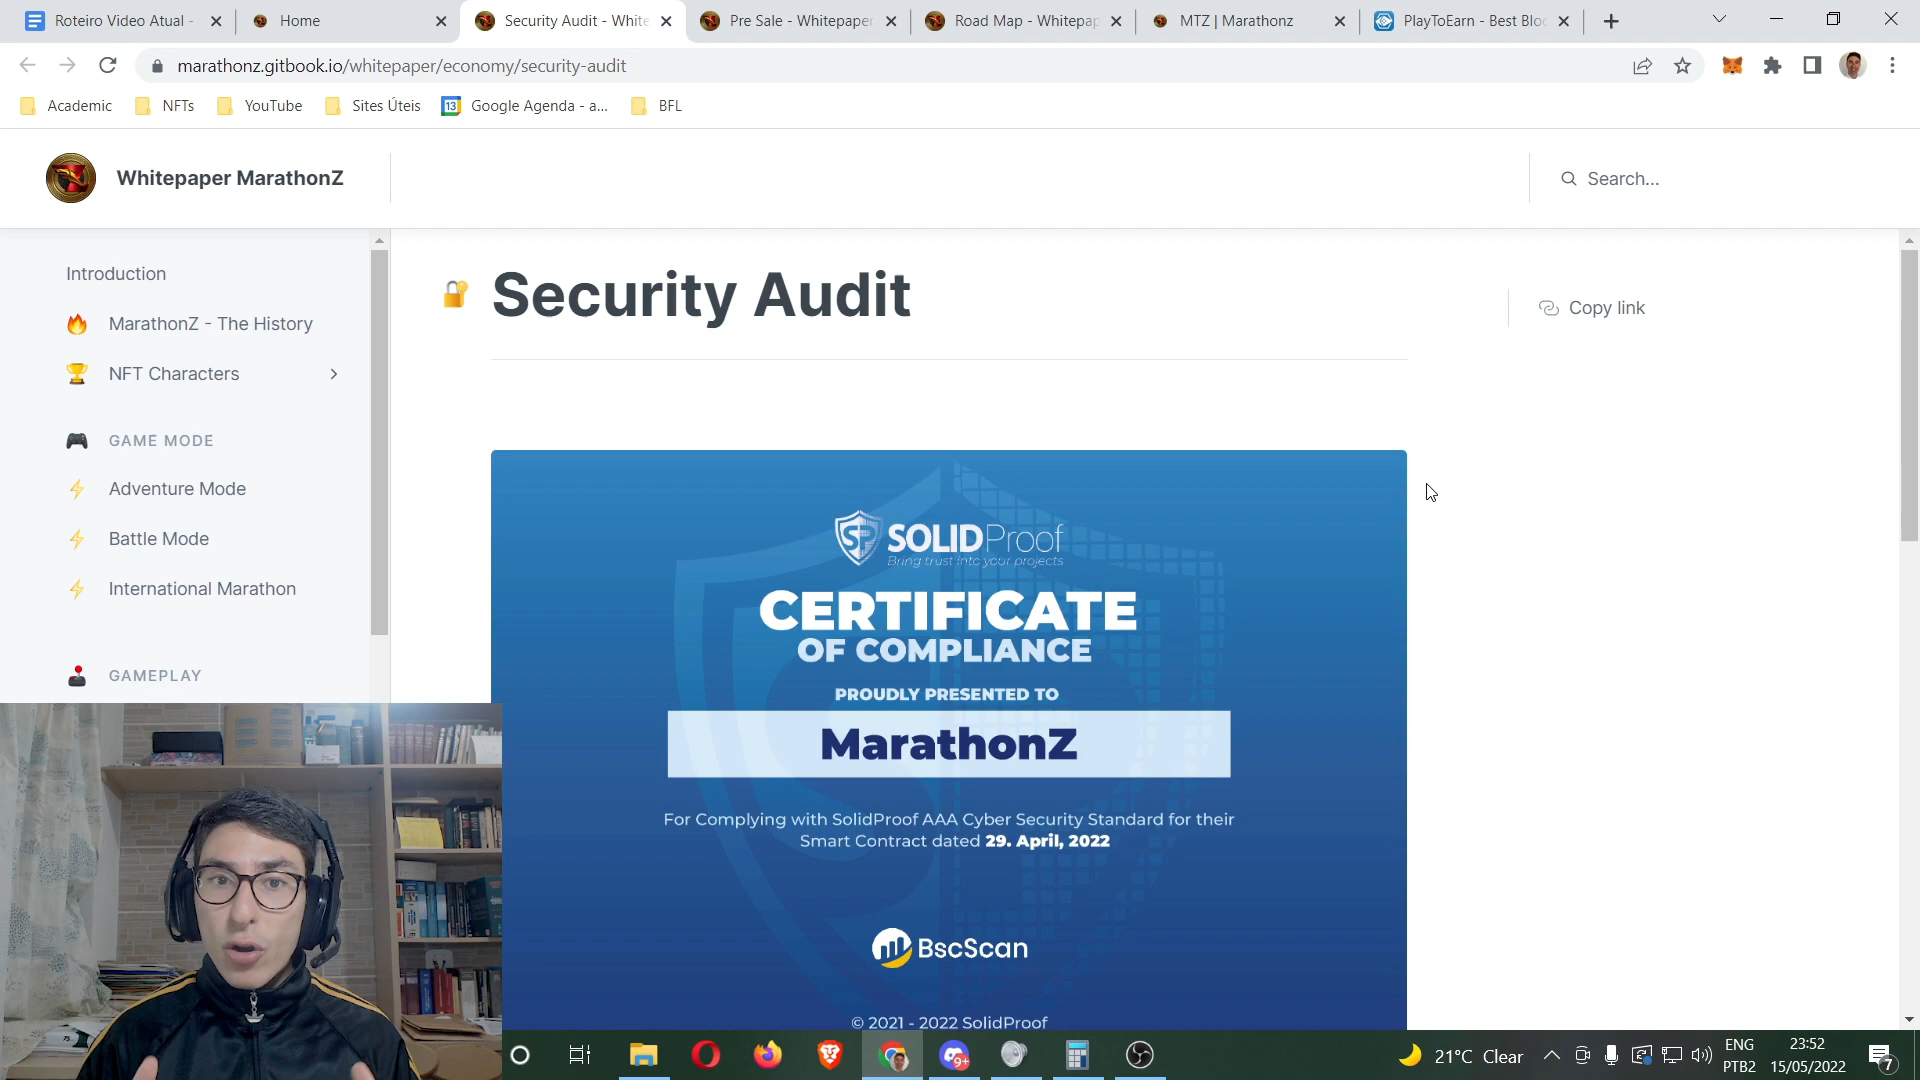 Roteiro Video Atual -
Home
Security Audit - White
Pre Sale - Whitepaper
Road Map - Whitepap
MTZ | Marathonz
PlayToEarn - Best Bloc
marathonz.gitbook.io/whitepaper/economy/security-audit
Academic
NFTs
YouTube
Sites Úteis
13
Google Agenda - a...
BFL
Whitepaper MarathonZ
Search...
Introduction
MarathonZ - The History
NFT Characters
GAME MODE
Adventure Mode
Battle Mode
International Marathon
GAMEPLAY
Security Audit
Copy link
SP
SOLIDProof
Bring trust into your projects
CERTIFICATE
OF COMPLIANCE
PROUDLY PRESENTED TO
MarathonZ
For Complying with SolidProof AAA Cyber Security Standard for their
Smart Contract dated 29. April, 2022
BscScan
© 2021 - 2022 SolidProof
9+
21°C Clear
ENG
PTB2
23:52
15/05/2022
7